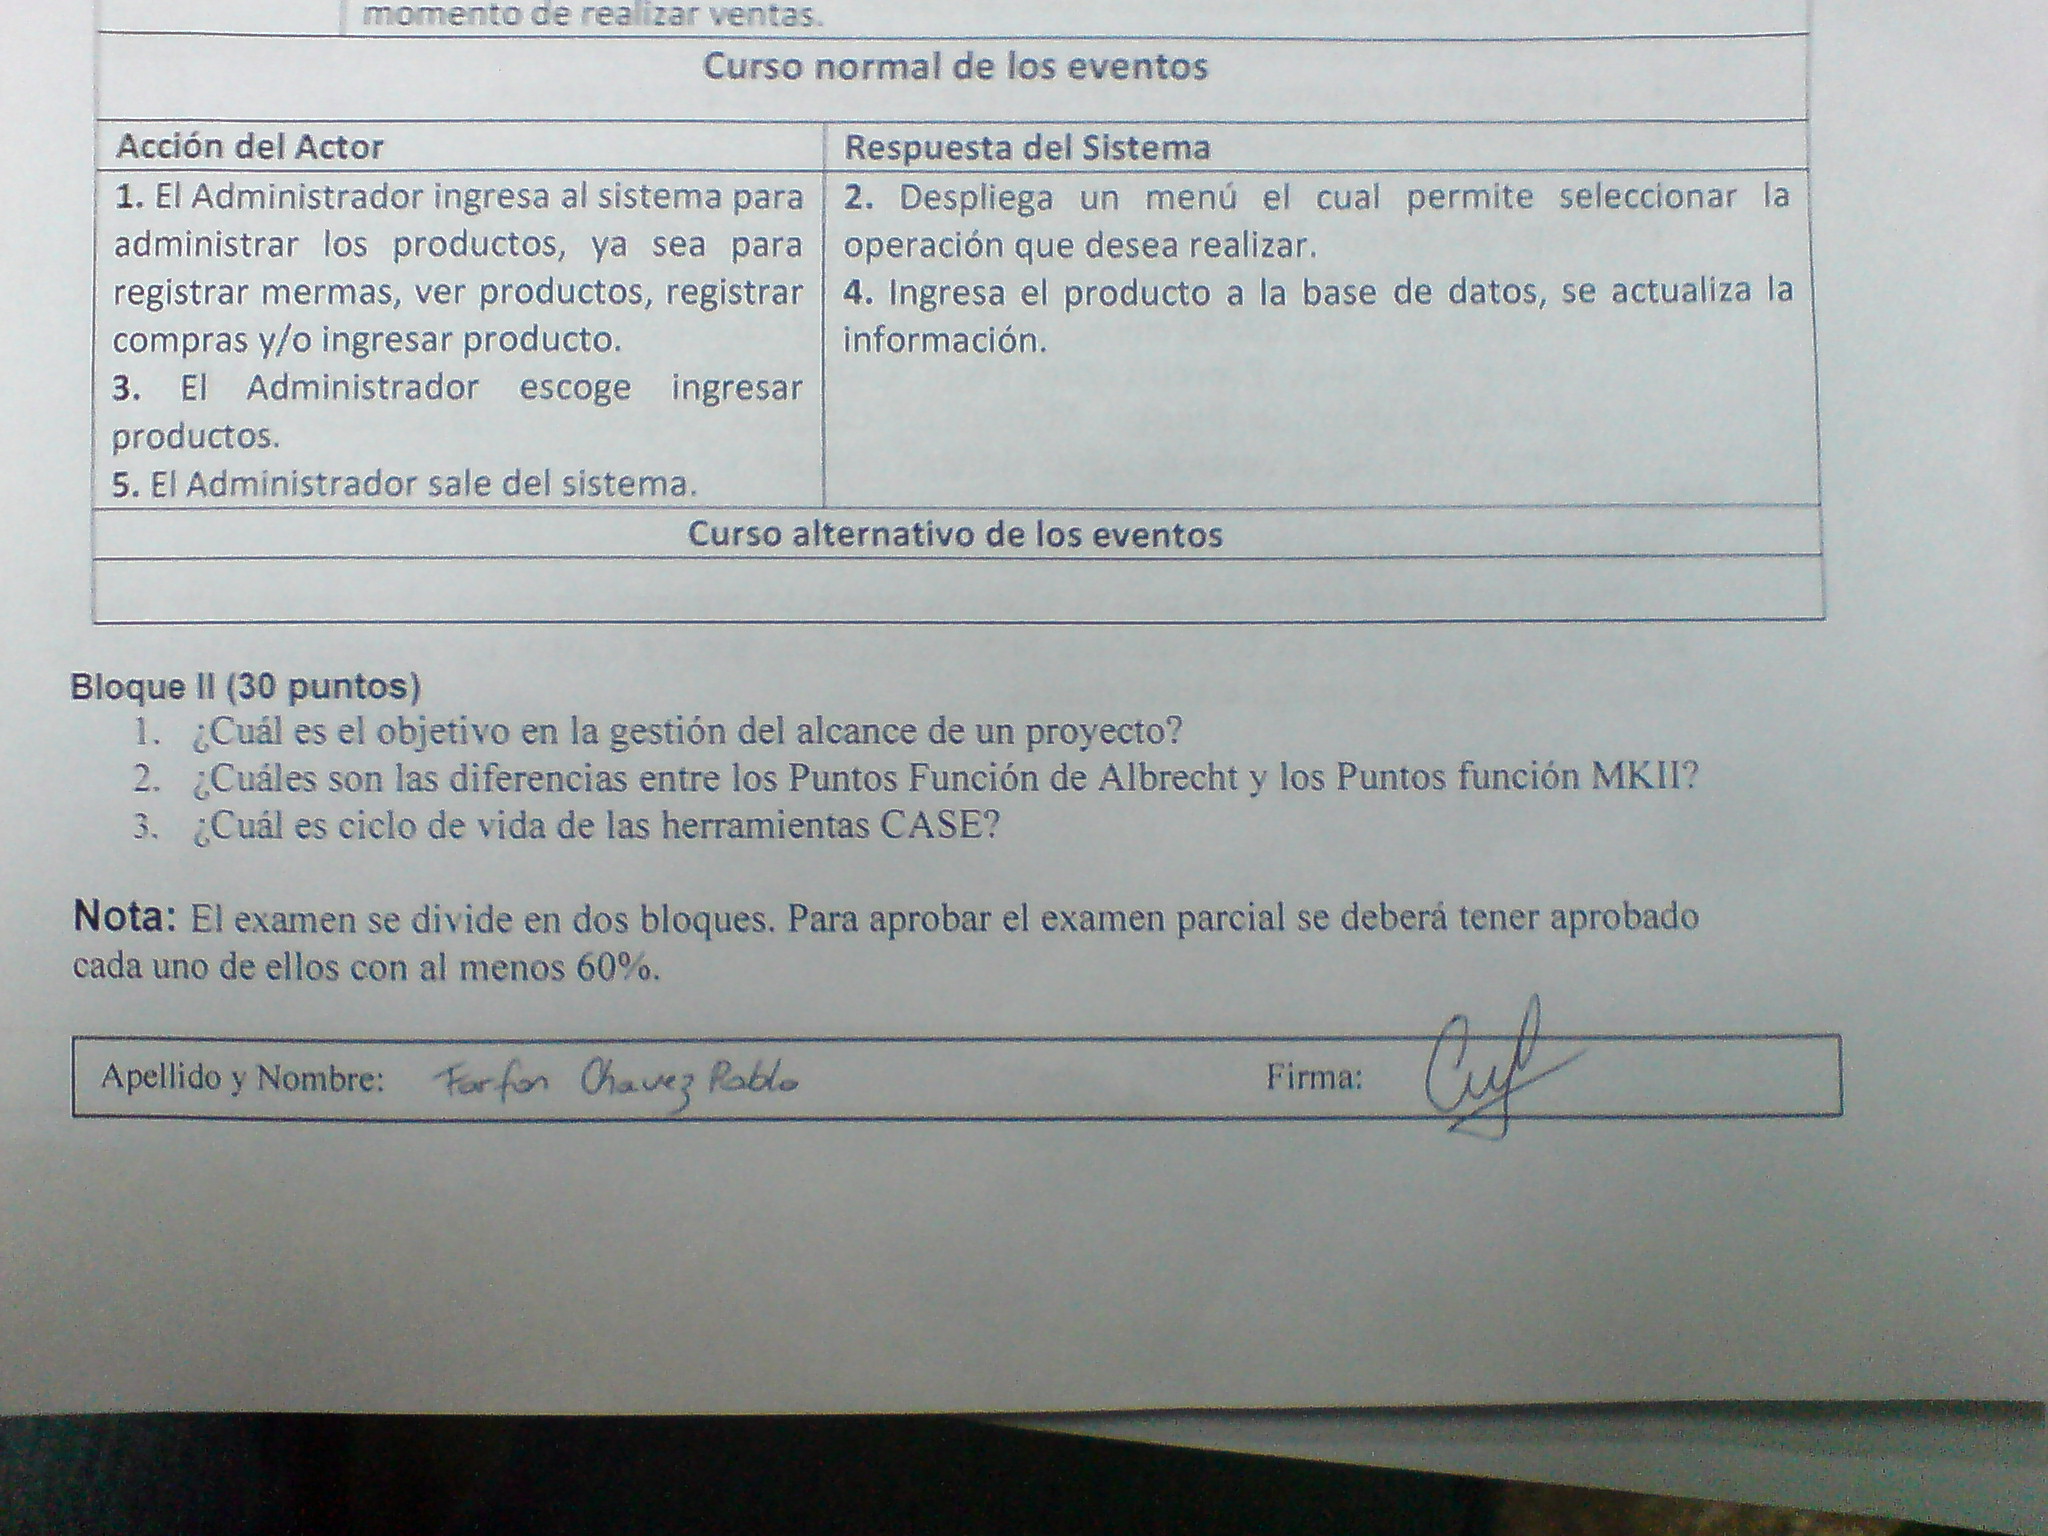 momento de realizar ventas.
Curso normal de los eventos
Acción del Actor
1. El Administrador ingresa al sistema para
administrar los productos, ya sea para
registrar mermas, ver productos, registrar
compras y/o ingresar producto.
3. El Administrador escoge ingresar
productos.
5. El Administrador sale del sistema.
Respuesta del Sistema
2. Despliega un menú el cual permite seleccionar la
operación que desea realizar.
4. Ingresa el producto a la base de datos, se actualiza la
información.
Curso alternativo de los eventos
Bloque II (30 puntos)
1. ¿Cuál es el objetivo en la gestión del alcance de un proyecto?
2. ¿Cuáles son las diferencias entre los Puntos Función de Albrecht y los Puntos función MKII?
3. ¿Cuál es ciclo de vida de las herramientas CASE?
Nota: El examen se divide en dos bloques. Para aprobar el examen parcial se deberá tener aprobado
cada uno de ellos con al menos 60%.
Apellido y Nombre: Farfan Chavez Pablo Firma: